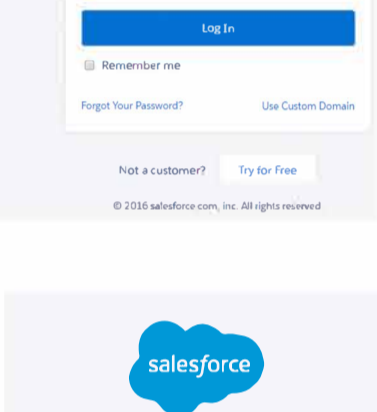 Log In
Remember me
Forgot Your Password? Use Custom Domain
Not a customer? Try for Free
© 2016 salesforce.com, inc. All rights reserved
salesforce